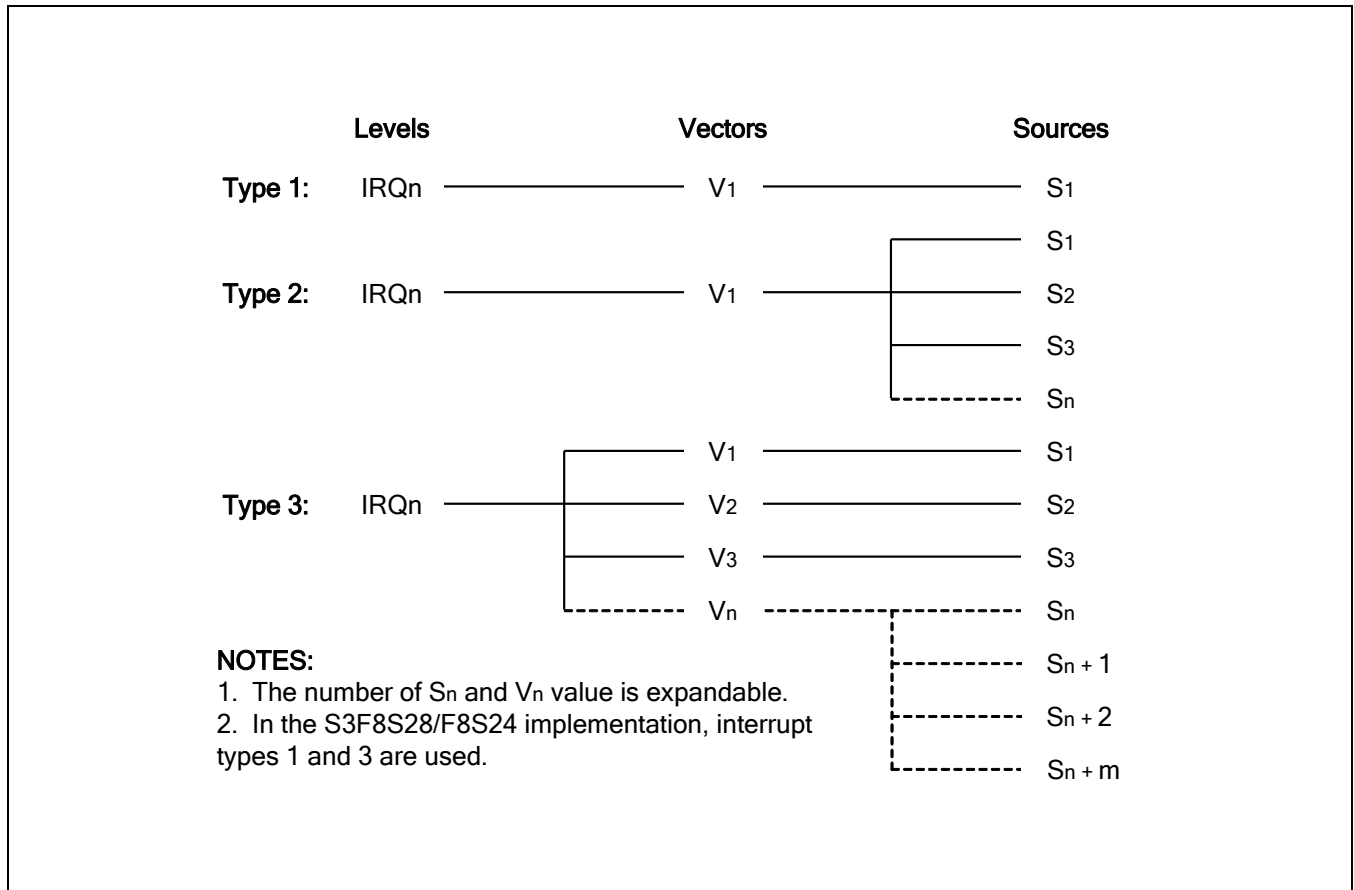 Levels Vectors Sources
Type 1: IRQn V1 S1
S1
Type 2: IRQn V1 S2
S3
Sn
V1 S1
Type 3: IRQn V2 S2
V3 S3
Vn Sn
NOTES:
Sn + 1
1. The number of Sn and Vn value is expandable.
2. In the S3F8S28/F8S24 implementation, interrupt
Sn + 2
types 1 and 3 are used.
Sn + m